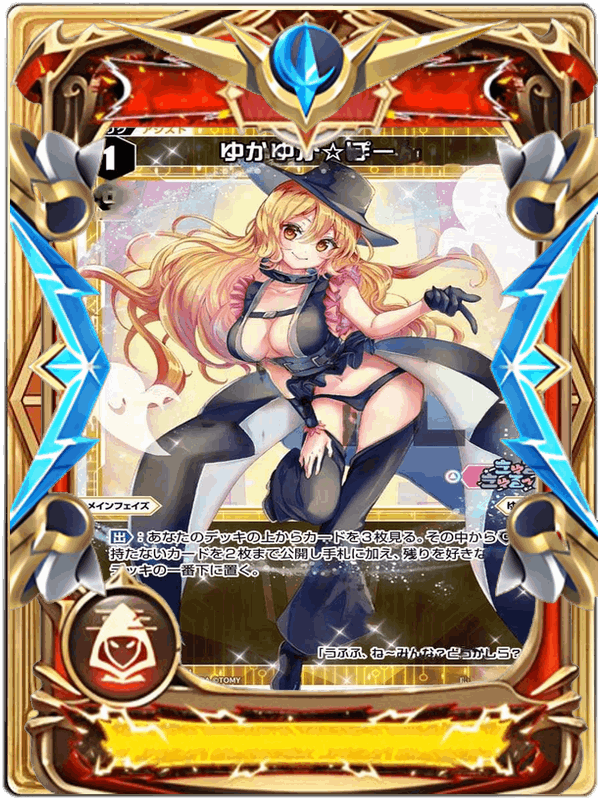 アシスト
1
ゆかゆか☆ぽー
メインフェイズ
出：あなたのデッキの上からカードを３枚見る。その中から
持たないカードを２枚まで公開し手札に加え、残りを好きな
デッキの一番下に置く。
「うふふ、ね～みんな？どっかしら？
©TOMY